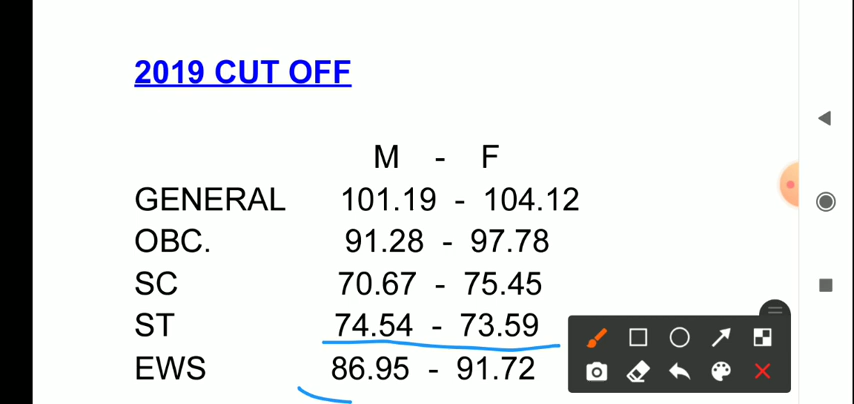 2019 CUT OFF
M - F
GENERAL 101.19 - 104.12
OBC. 91.28 - 97.78
SC 70.67 - 75.45
ST 74.54 - 73.59
EWS 86.95 - 91.72